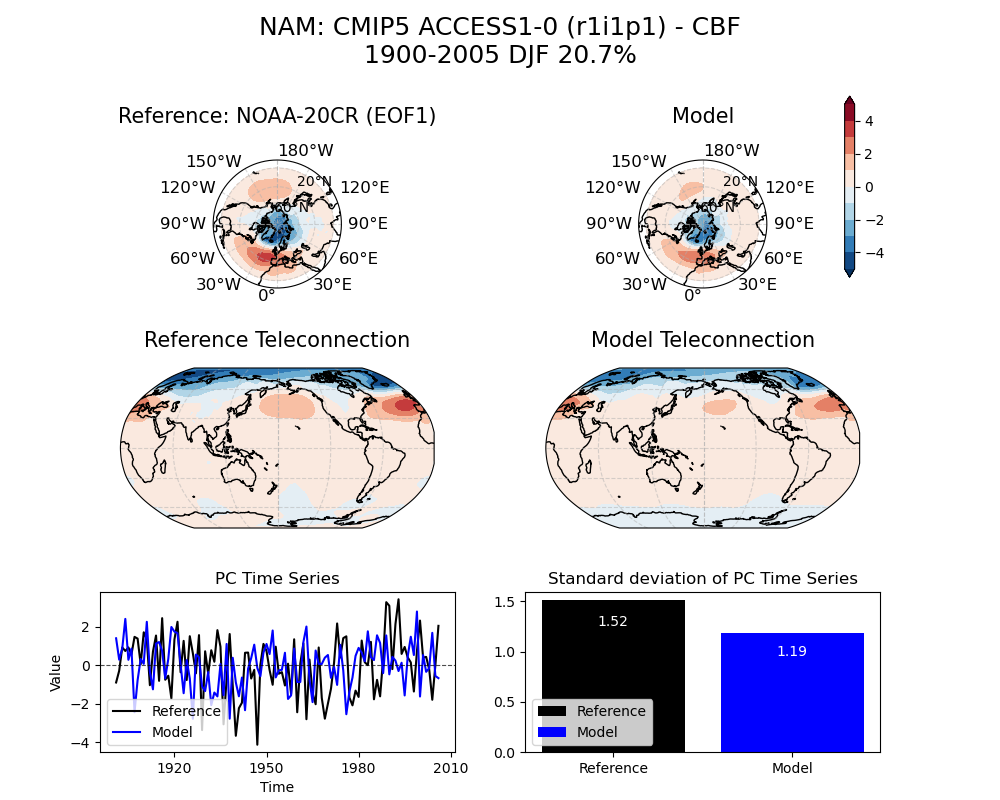 NAM: CMIP5 ACCESS1-0 (r1i1p1) - CBF
1900-2005 DJF 20.7%
Reference: NOAA-20CR (EOF1)
180°W
150°W
20°N
120°W
120°E
60°N
90°W
90°E
60°W
60°E
30°W
30°E
0°
Model
180°W
150°W
20°N
120°W
120°E
60°N
90°W
90°E
60°W
60°E
30°W
30°E
0°
4
2
0
−2
−4
Reference Teleconnection
Model Teleconnection
PC Time Series
Value
2
0
−2
−4
Reference
Model
1920
1950
1980
2010
Time
Standard deviation of PC Time Series
1.5
1.0
0.5
0.0
1.52
1.19
Reference
Model
Reference
Model